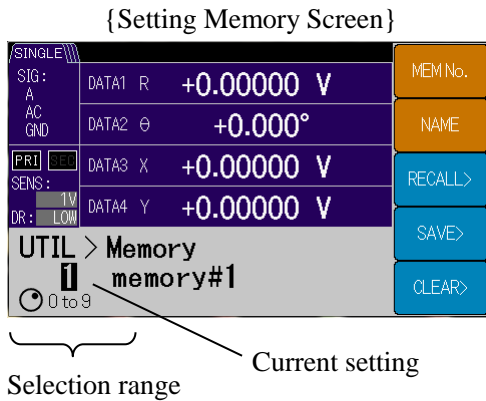 {Setting Memory Screen}
SINGLE
SIG:
A
AC
GND
DATA1 R +0.00000 V
DATA2 θ +0.000°
DATA3 X +0.00000 V
DATA4 Y +0.00000 V
PRI SEC
SENS:
1V
DR: LOW
UTIL > Memory
1 memory#1
0 to 9
MEM No.
NAME
RECALL>
SAVE>
CLEAR>
Current setting
Selection range